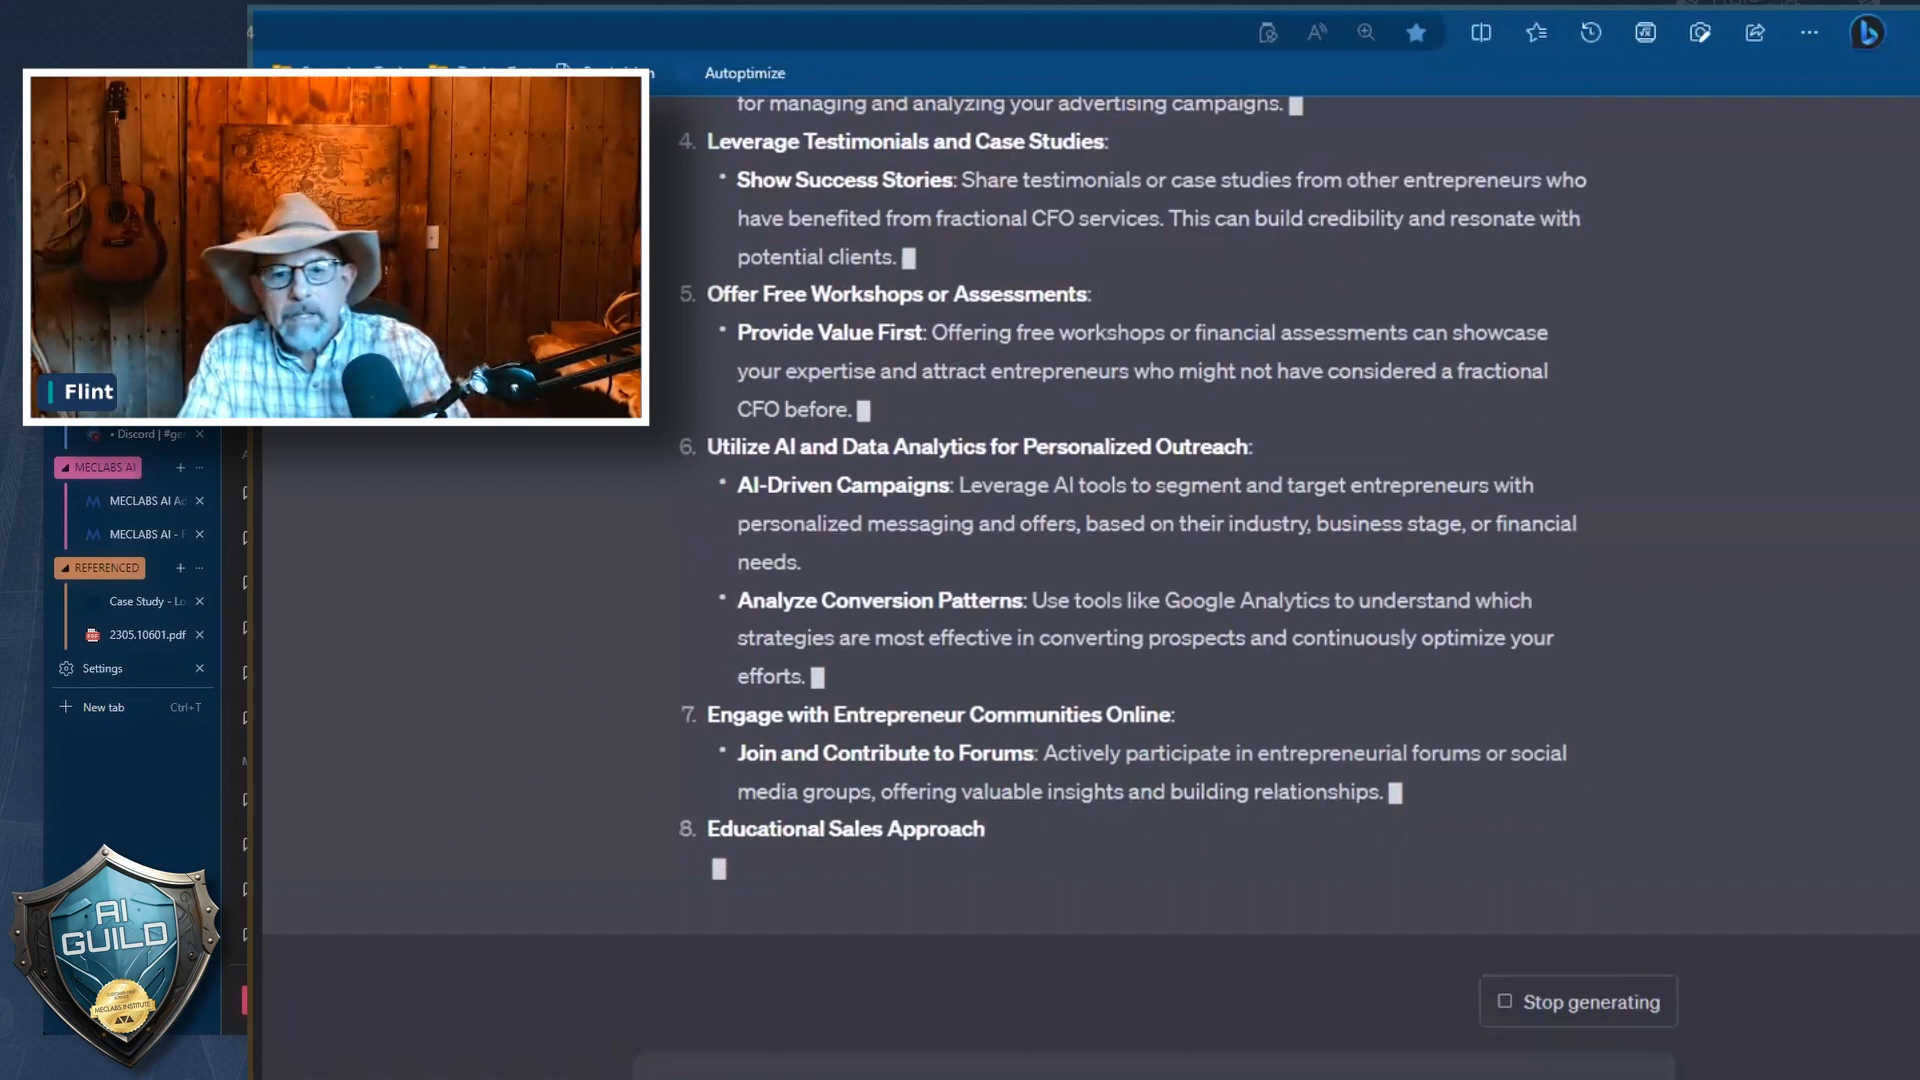 Autoptimize
for managing and analyzing your advertising campaigns.
4. Leverage Testimonials and Case Studies:
• Show Success Stories: Share testimonials or case studies from other entrepreneurs who
have benefited from fractional CFO services. This can build credibility and resonate with
potential clients.
5. Offer Free Workshops or Assessments:
• Provide Value First: Offering free workshops or financial assessments can showcase
your expertise and attract entrepreneurs who might not have considered a fractional
CFO before.
6. Utilize AI and Data Analytics for Personalized Outreach:
• AI-Driven Campaigns: Leverage AI tools to segment and target entrepreneurs with
personalized messaging and offers, based on their industry, business stage, or financial
needs.
• Analyze Conversion Patterns: Use tools like Google Analytics to understand which
strategies are most effective in converting prospects and continuously optimize your
efforts.
7. Engage with Entrepreneur Communities Online:
• Join and Contribute to Forums: Actively participate in entrepreneurial forums or social
media groups, offering valuable insights and building relationships.
8. Educational Sales Approach
Stop generating
Flint
• Discord | #ge
MECLABS AI
MECLABS AI Ad
MECLABS AI -
REFERENCED
Case Study - Lo
2305.10601.pdf
Settings
New tab Ctrl+T
AI
GUILD
MECLABS INSTITUTE